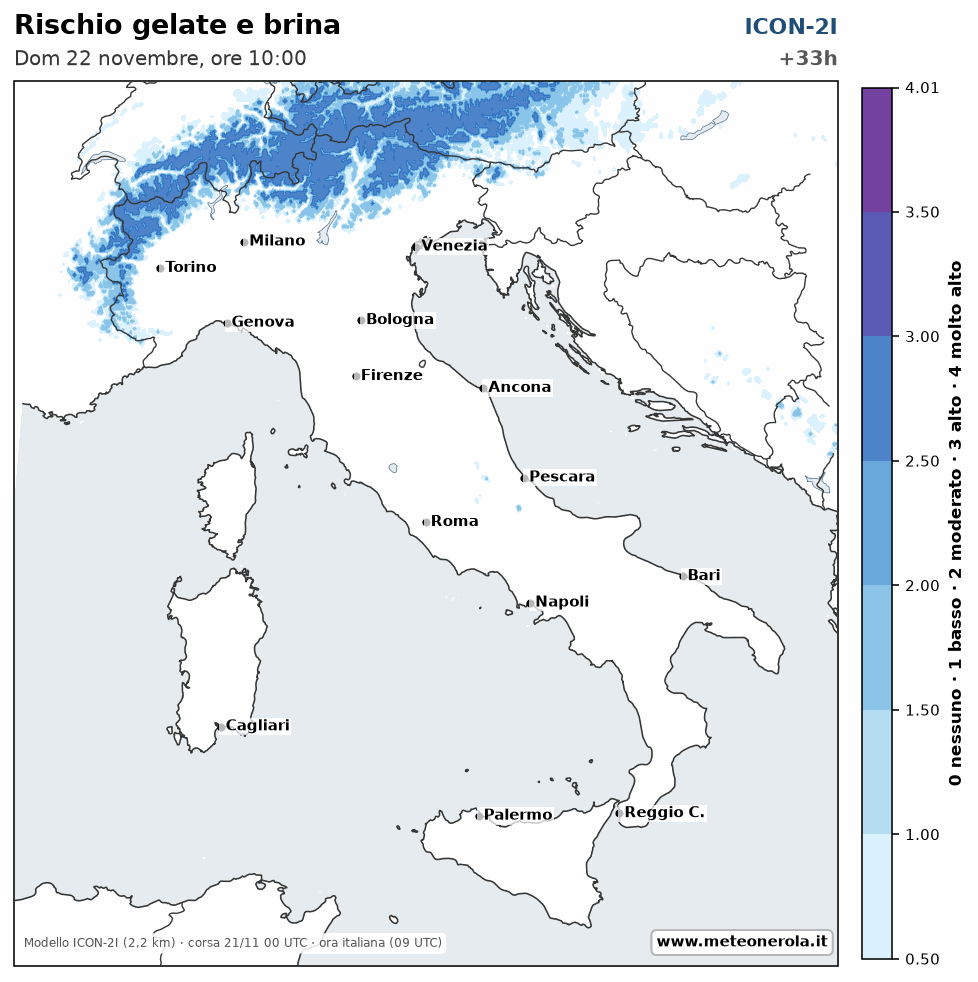 Rischio gelate e brina
ICON-2I
Dom 22 novembre, ore 10:00
+33h
4.01
3.50
3.00
2.50
2.00
1.50
1.00
0.50
0 nessuno · 1 basso · 2 moderato · 3 alto · 4 molto alto
Milano
Venezia
Torino
Genova
Bologna
Firenze
Ancona
Pescara
Roma
Bari
Napoli
Cagliari
Palermo
Reggio C.
Modello ICON-2I (2,2 km) · corsa 21/11 00 UTC · ora italiana (09 UTC)
www.meteonerola.it